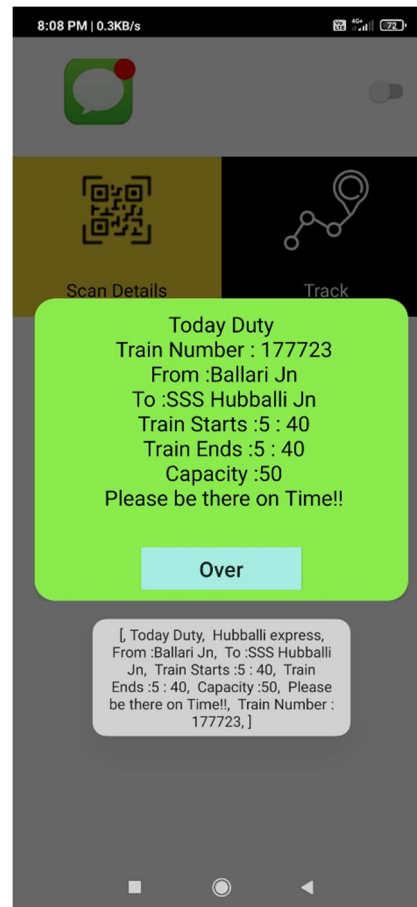 8:08 PM | 0.3KB/s
Vo LTE 4G+ 72
Scan Details
Track
Today Duty
Train Number : 177723
From :Ballari Jn
To :SSS Hubballi Jn
Train Starts :5 : 40
Train Ends :5 : 40
Capacity :50
Please be there on Time!!
Over
[, Today Duty,  Hubballi express,
From :Ballari Jn,  To :SSS Hubballi
Jn,  Train Starts :5 : 40,  Train
Ends :5 : 40,  Capacity :50,  Please
be there on Time!!,  Train Number :
177723, ]